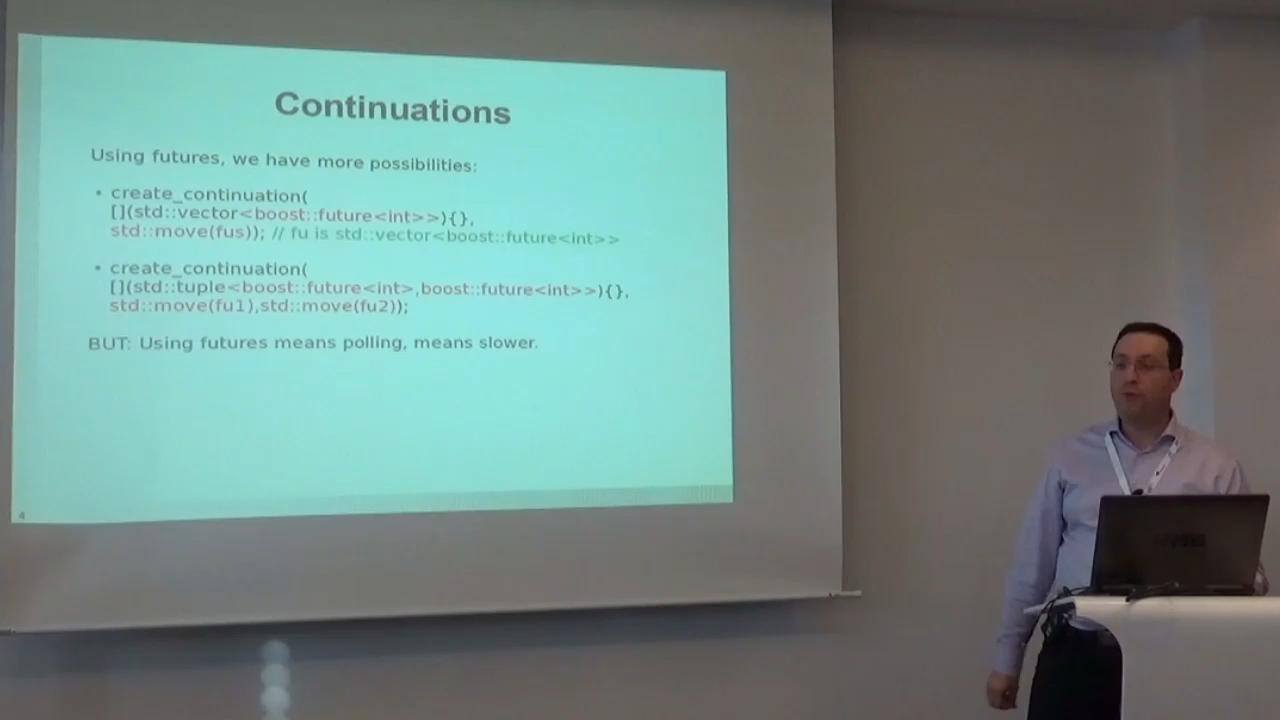 Continuations
Using futures, we have more possibilities:
• create_continuation(
[](std::vector<boost::future<int>>){},
std::move(fus)); // fu is std::vector<boost::future<int>>
• create_continuation(
[](std::tuple<boost::future<int>,boost::future<int>>){},
std::move(fu1),std::move(fu2));
BUT: Using futures means polling, means slower.
4